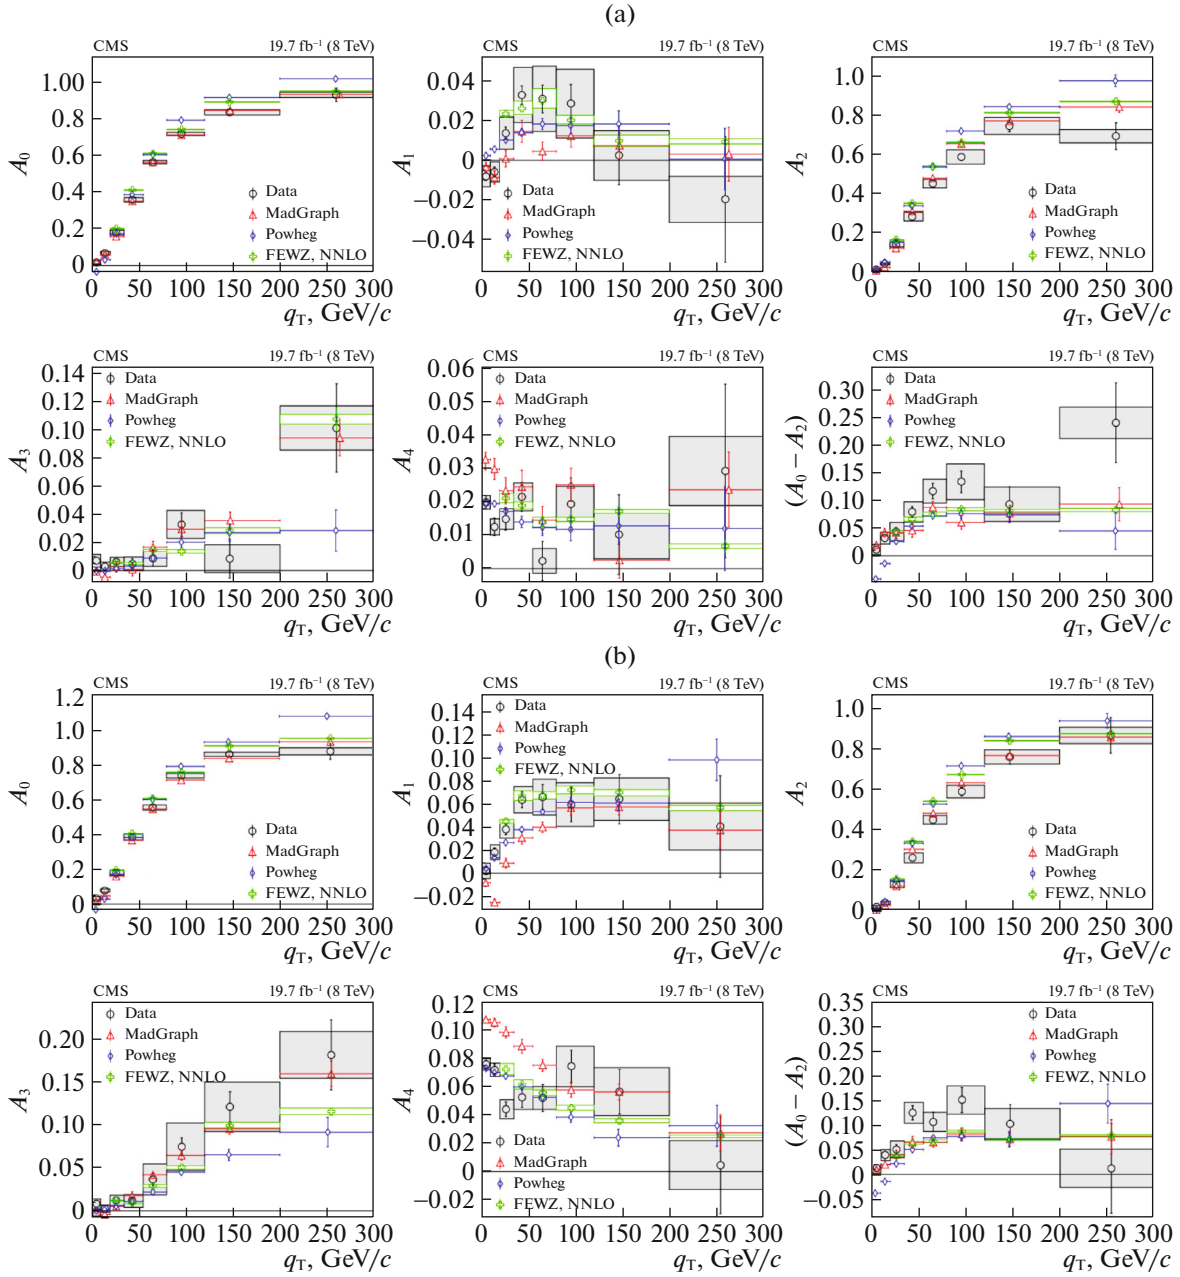 (a)
CMS 19.7 fb⁻¹ (8 TeV)
1.00
0.8
0.6
0.4
0.2
0
A₀
Data
MadGraph
Powheg
FEWZ, NNLO
0 50 100 150 200 250 300
qT, GeV/c
CMS 19.7 fb⁻¹ (8 TeV)
0.04
0.02
0
−0.02
−0.04
A₁
Data
MadGraph
Powheg
FEWZ, NNLO
0 50 100 150 200 250 300
qT, GeV/c
CMS 19.7 fb⁻¹ (8 TeV)
1.0
0.8
0.6
0.4
0.2
0
A₂
Data
MadGraph
Powheg
FEWZ, NNLO
0 50 100 150 200 250 300
qT, GeV/c
CMS 19.7 fb⁻¹ (8 TeV)
0.14
0.12
0.10
0.08
0.06
0.04
0.02
0
A₃
Data
MadGraph
Powheg
FEWZ, NNLO
0 50 100 150 200 250 300
qT, GeV/c
CMS 19.7 fb⁻¹ (8 TeV)
0.06
0.05
0.04
0.03
0.02
0.01
0
A₄
Data
MadGraph
Powheg
FEWZ, NNLO
0 50 100 150 200 250 300
qT, GeV/c
CMS 19.7 fb⁻¹ (8 TeV)
0.30
0.25
0.20
0.15
0.10
0.05
0
(A₀ − A₂)
Data
MadGraph
Powheg
FEWZ, NNLO
0 50 100 150 200 250 300
qT, GeV/c
(b)
CMS 19.7 fb⁻¹ (8 TeV)
1.2
1.0
0.8
0.6
0.4
0.2
0
A₀
Data
MadGraph
Powheg
FEWZ, NNLO
0 50 100 150 200 250 300
qT, GeV/c
CMS 19.7 fb⁻¹ (8 TeV)
0.14
0.12
0.10
0.08
0.06
0.04
0.02
0
−0.02
A₁
Data
MadGraph
Powheg
FEWZ, NNLO
0 50 100 150 200 250 300
qT, GeV/c
CMS 19.7 fb⁻¹ (8 TeV)
1.0
0.8
0.6
0.4
0.2
0
A₂
Data
MadGraph
Powheg
FEWZ, NNLO
0 50 100 150 200 250 300
qT, GeV/c
CMS 19.7 fb⁻¹ (8 TeV)
0.20
0.15
0.10
0.05
0
A₃
Data
MadGraph
Powheg
FEWZ, NNLO
0 50 100 150 200 250 300
qT, GeV/c
CMS 19.7 fb⁻¹ (8 TeV)
0.12
0.10
0.08
0.06
0.04
0.02
0
−0.02
A₄
Data
MadGraph
Powheg
FEWZ, NNLO
0 50 100 150 200 250 300
qT, GeV/c
CMS 19.7 fb⁻¹ (8 TeV)
0.35
0.30
0.25
0.20
0.15
0.10
0.05
0
−0.05
(A₀ − A₂)
Data
MadGraph
Powheg
FEWZ, NNLO
0 50 100 150 200 250 300
qT, GeV/c